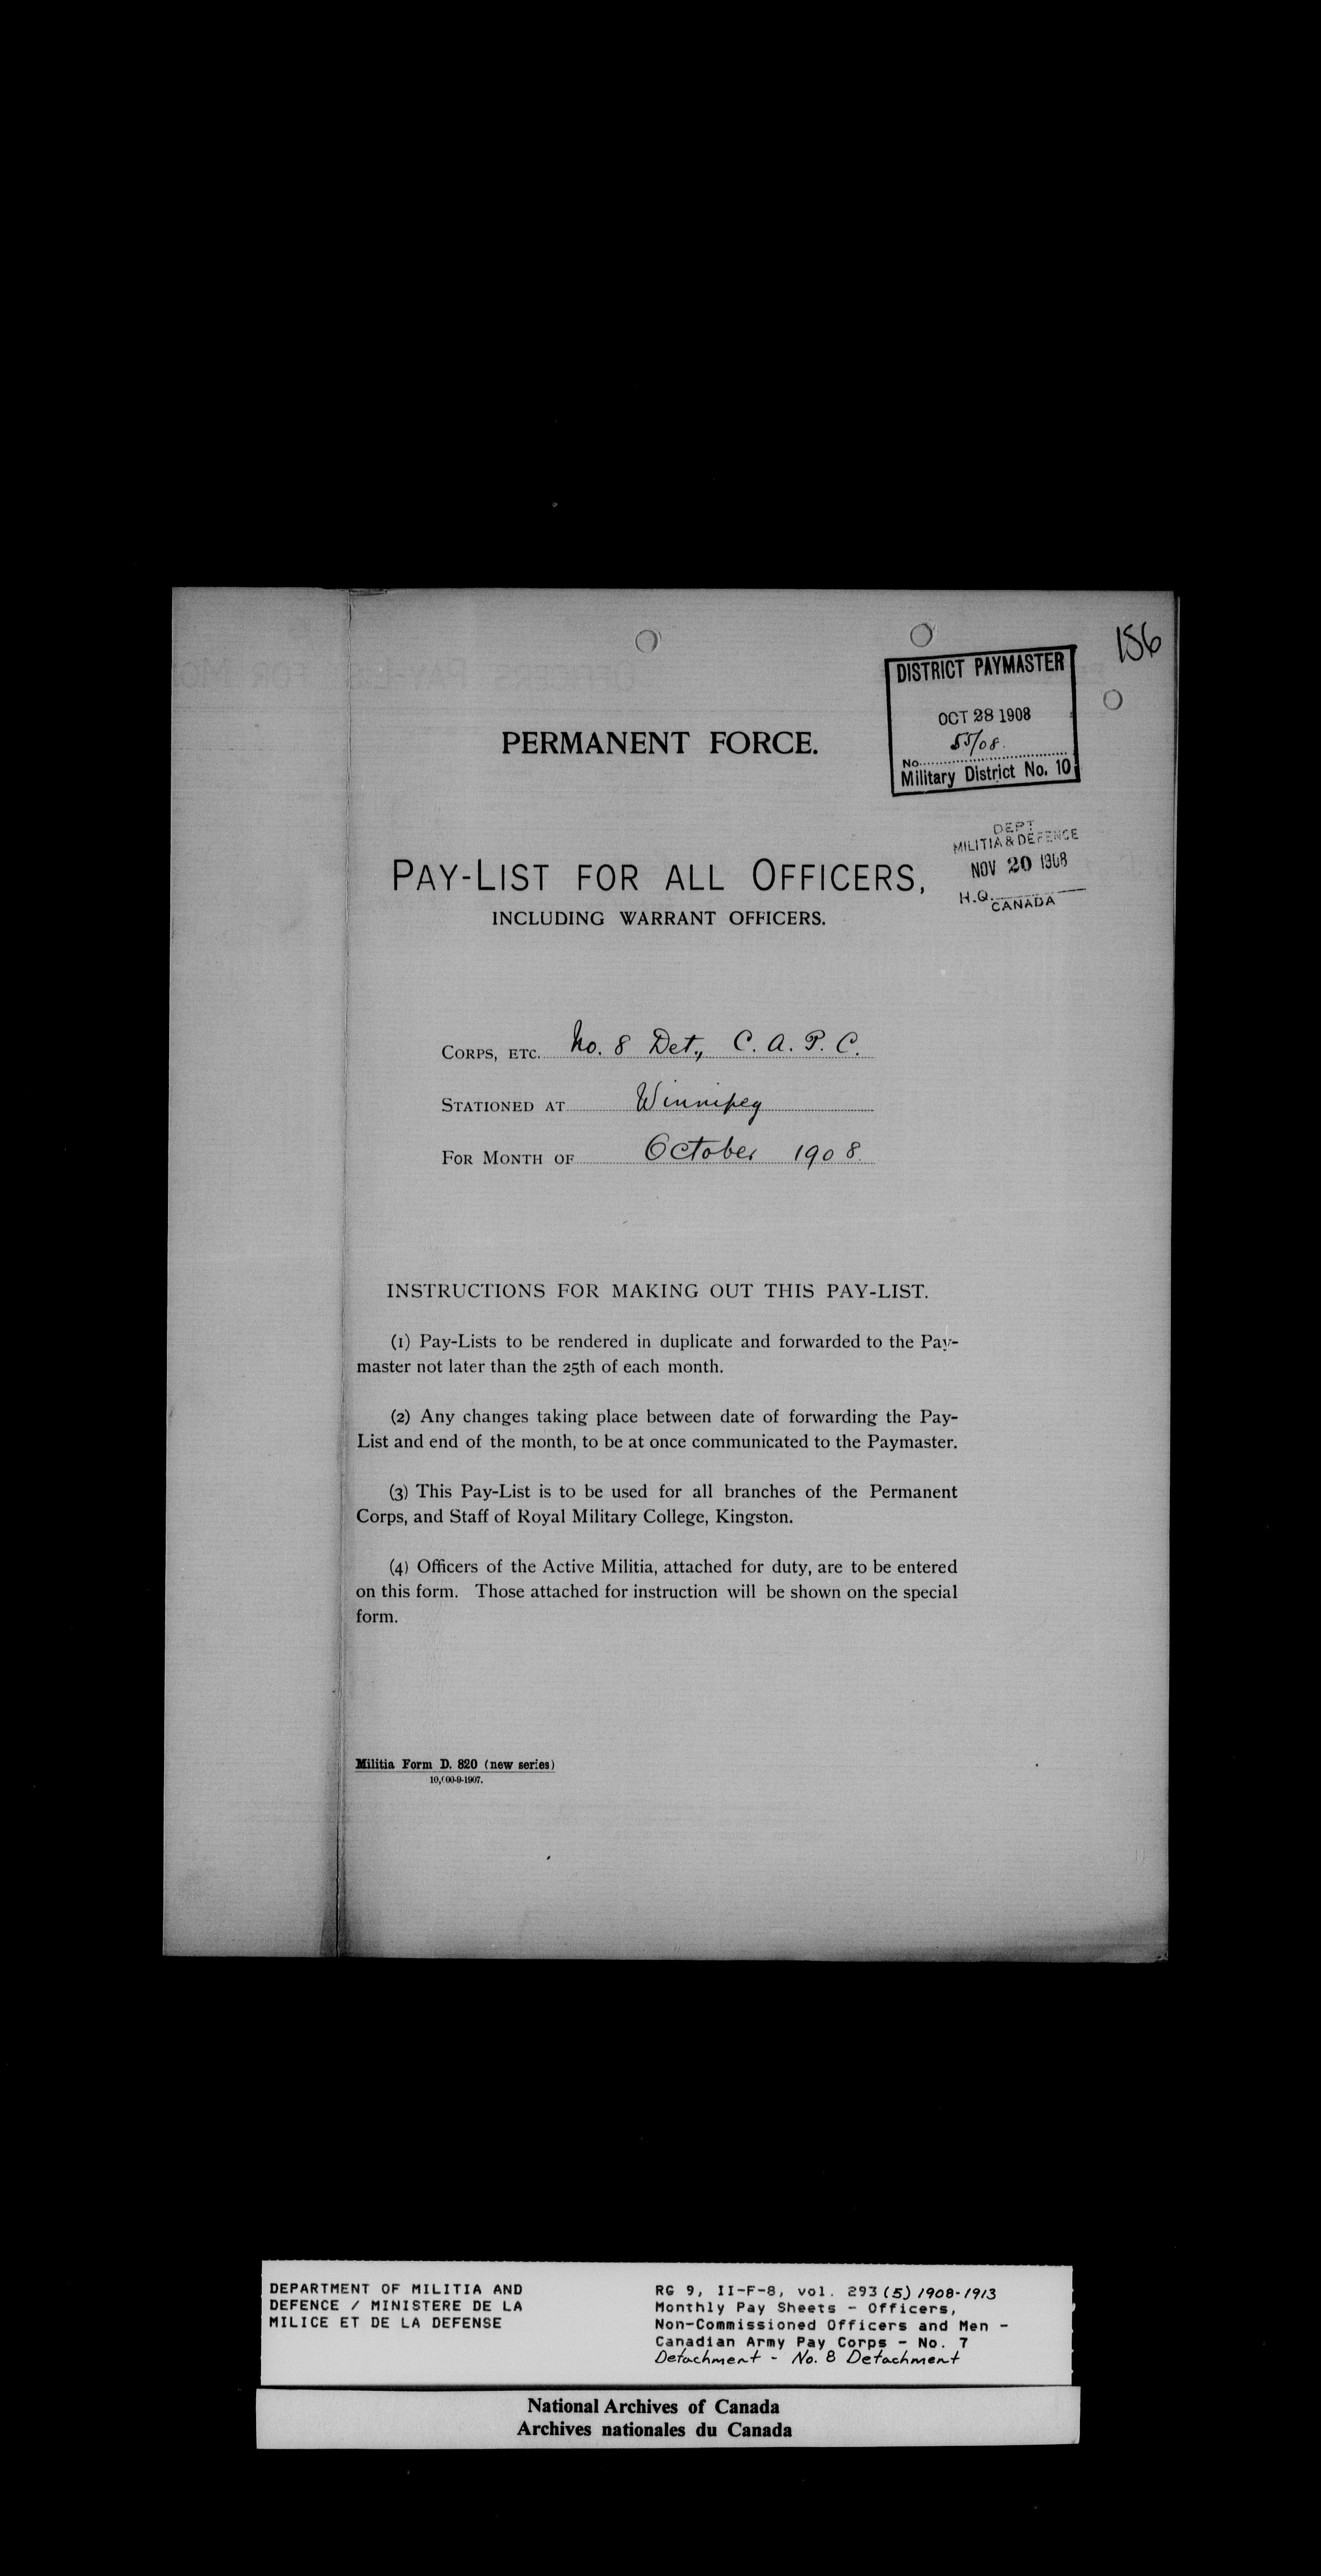 156
DISTRICT PAYMASTER
OCT 28 1908
No. 55/08.
Military District No. 10
PERMANENT FORCE.
DEPT
MILITIA & DEFENCE
NOV 20 1908
H.Q.
CANADA
PAY-LIST FOR ALL OFFICERS,
INCLUDING WARRANT OFFICERS.
CORPS, ETC. No. 8 Det., C. A. P. C.
STATIONED AT Winnipeg
FOR MONTH OF October 1908
INSTRUCTIONS FOR MAKING OUT THIS PAY-LIST.
(1) Pay-Lists to be rendered in duplicate and forwarded to the Pay-
master not later than the 25th of each month.
(2) Any changes taking place between date of forwarding the Pay-
List and end of the month, to be at once communicated to the Paymaster.
(3) This Pay-List is to be used for all branches of the Permanent
Corps, and Staff of Royal Military College, Kingston.
(4) Officers of the Active Militia, attached for duty, are to be entered
on this form. Those attached for instruction will be shown on the special
form.
Militia Form D. 820 (new series)
10,000-9-1907.
DEPARTMENT OF MILITIA AND
DEFENCE / MINISTERE DE LA
MILICE ET DE LA DEFENSE
RG 9, II-F-8, vol. 293 (5) 1908-1913
Monthly Pay Sheets - Officers,
Non-Commissioned Officers and Men -
Canadian Army Pay Corps - No. 7
Detachment - No. 8 Detachment
National Archives of Canada
Archives nationales du Canada